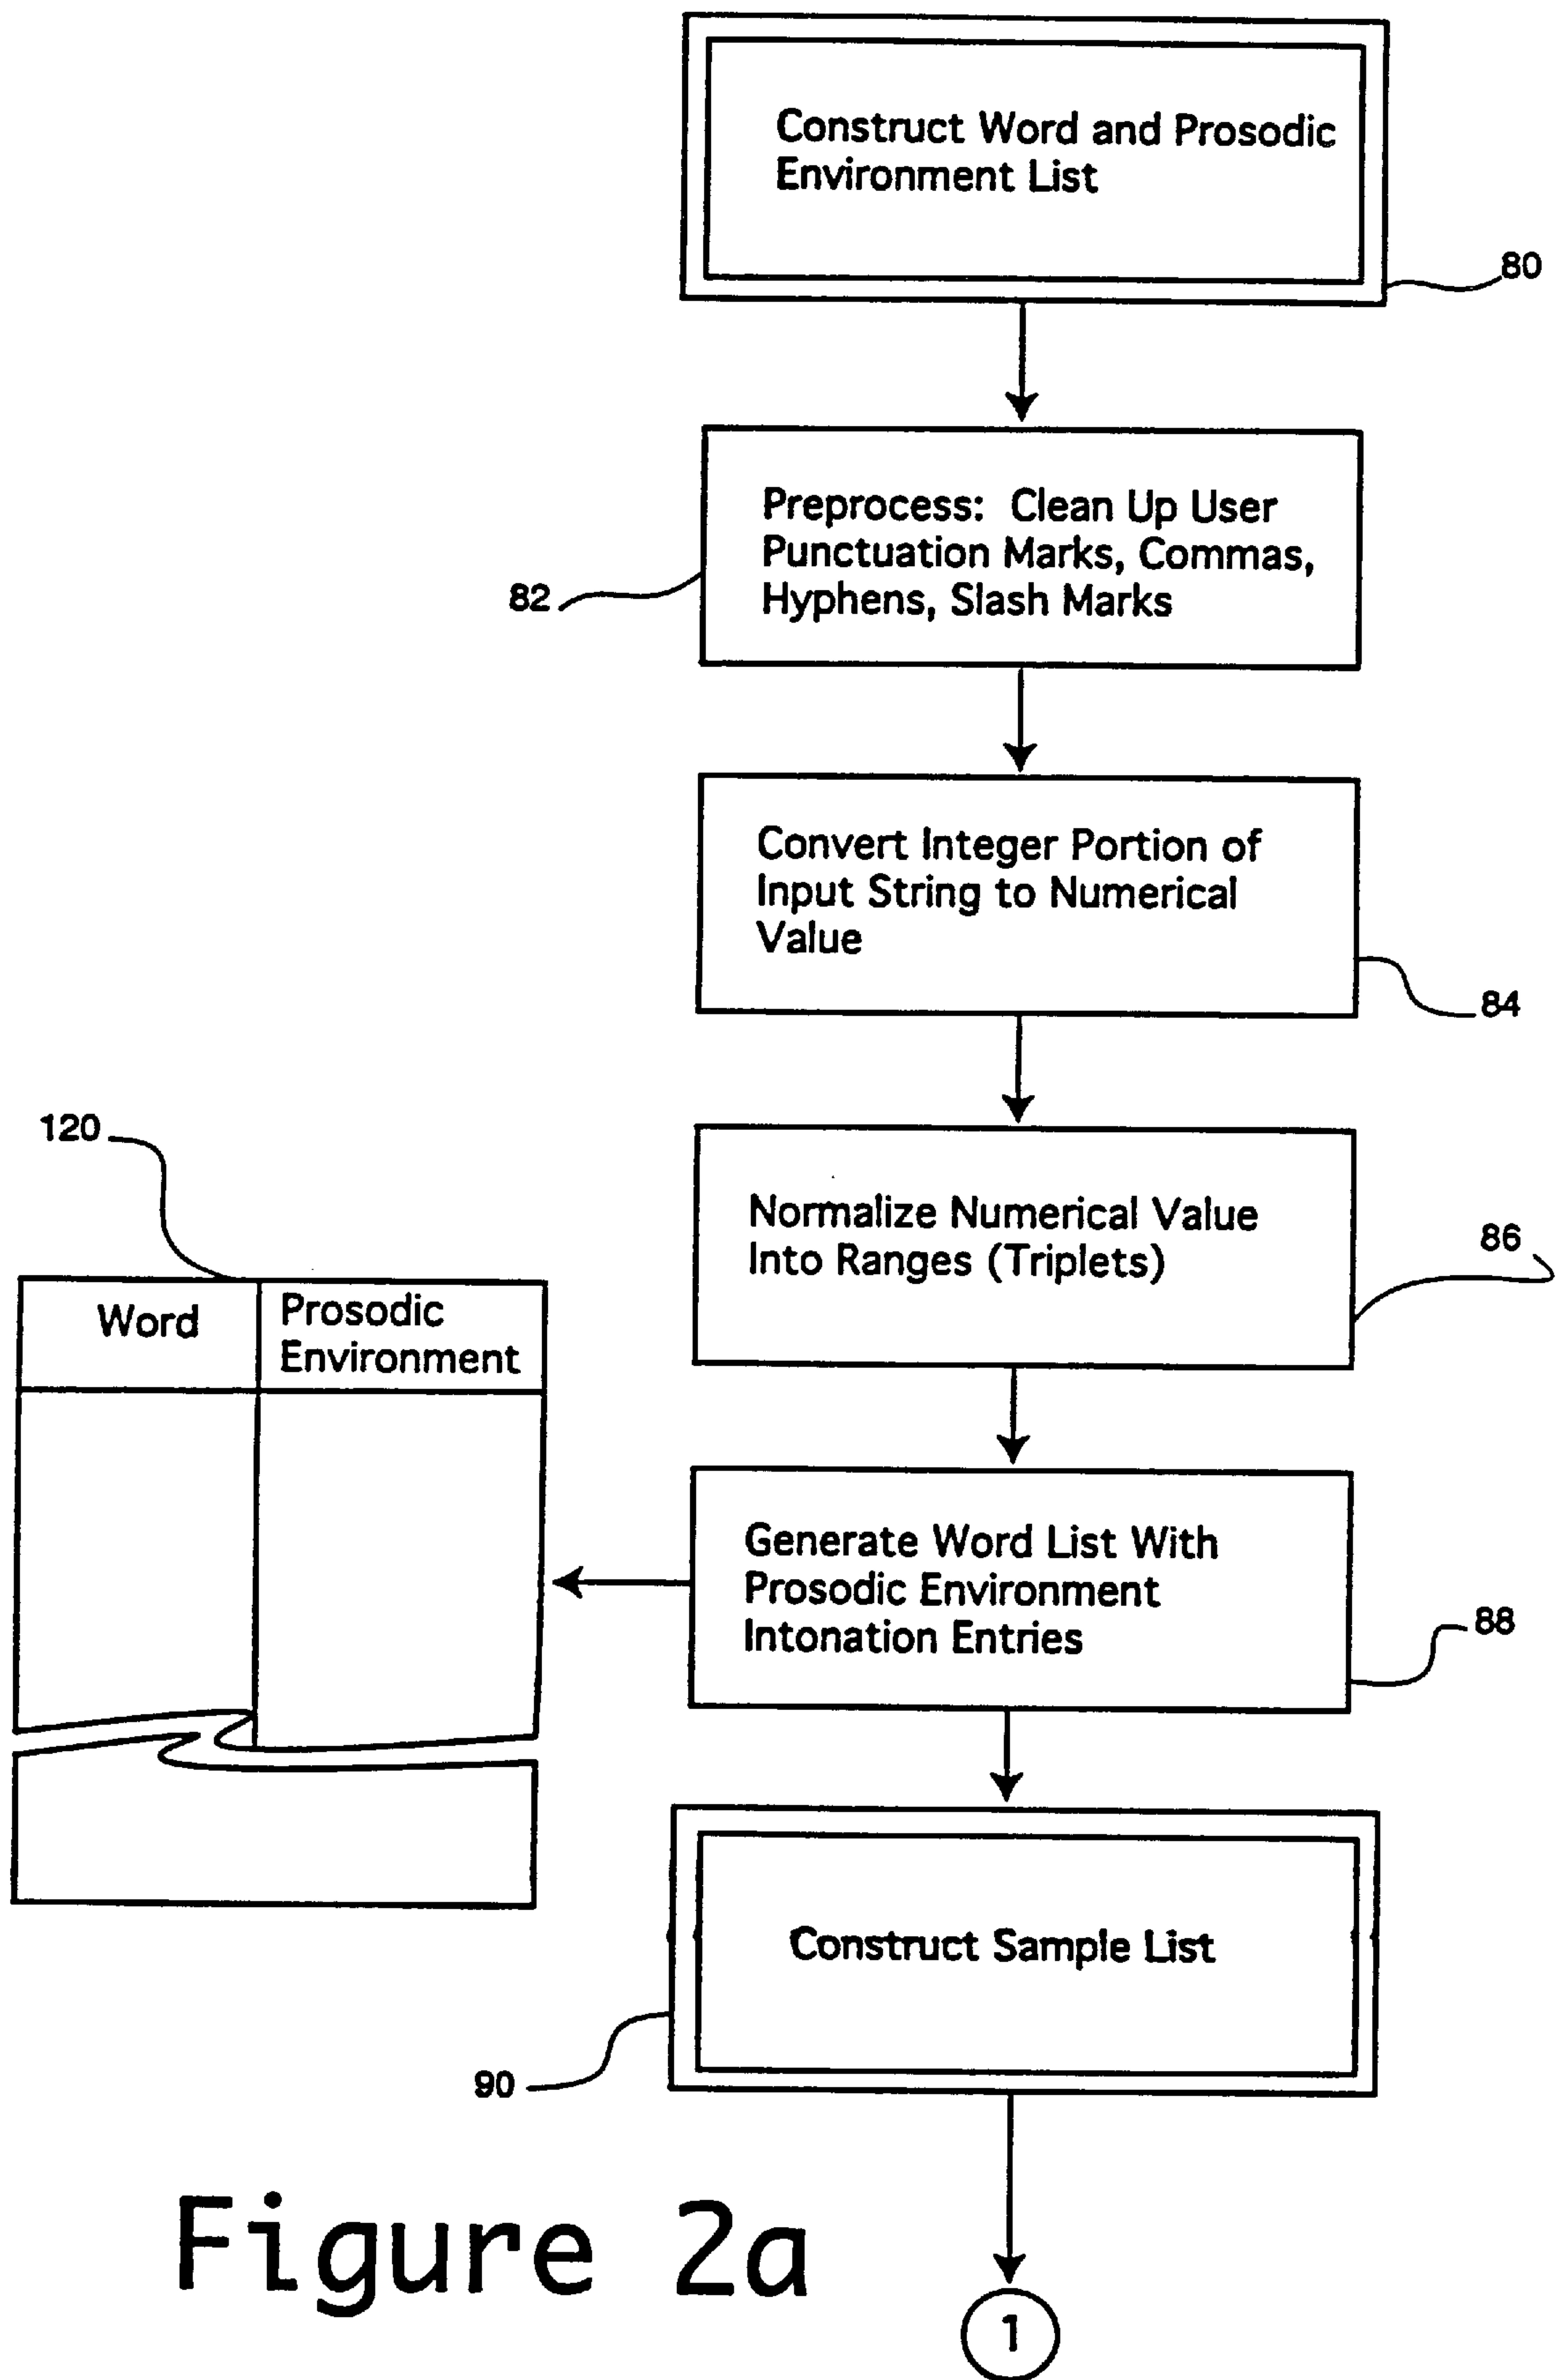 Construct Word and Prosodic
Environment List
80
Preprocess: Clean Up User
Punctuation Marks, Commas,
Hyphens, Slash Marks
82
Convert Integer Portion of
Input String to Numerical
Value
84
120
Normalize Numerical Value
Into Ranges (Triplets)
86
Word
Prosodic
Environment
Generate Word List With
Prosodic Environment
Intonation Entries
88
Construct Sample List
90
Figure 2a
1